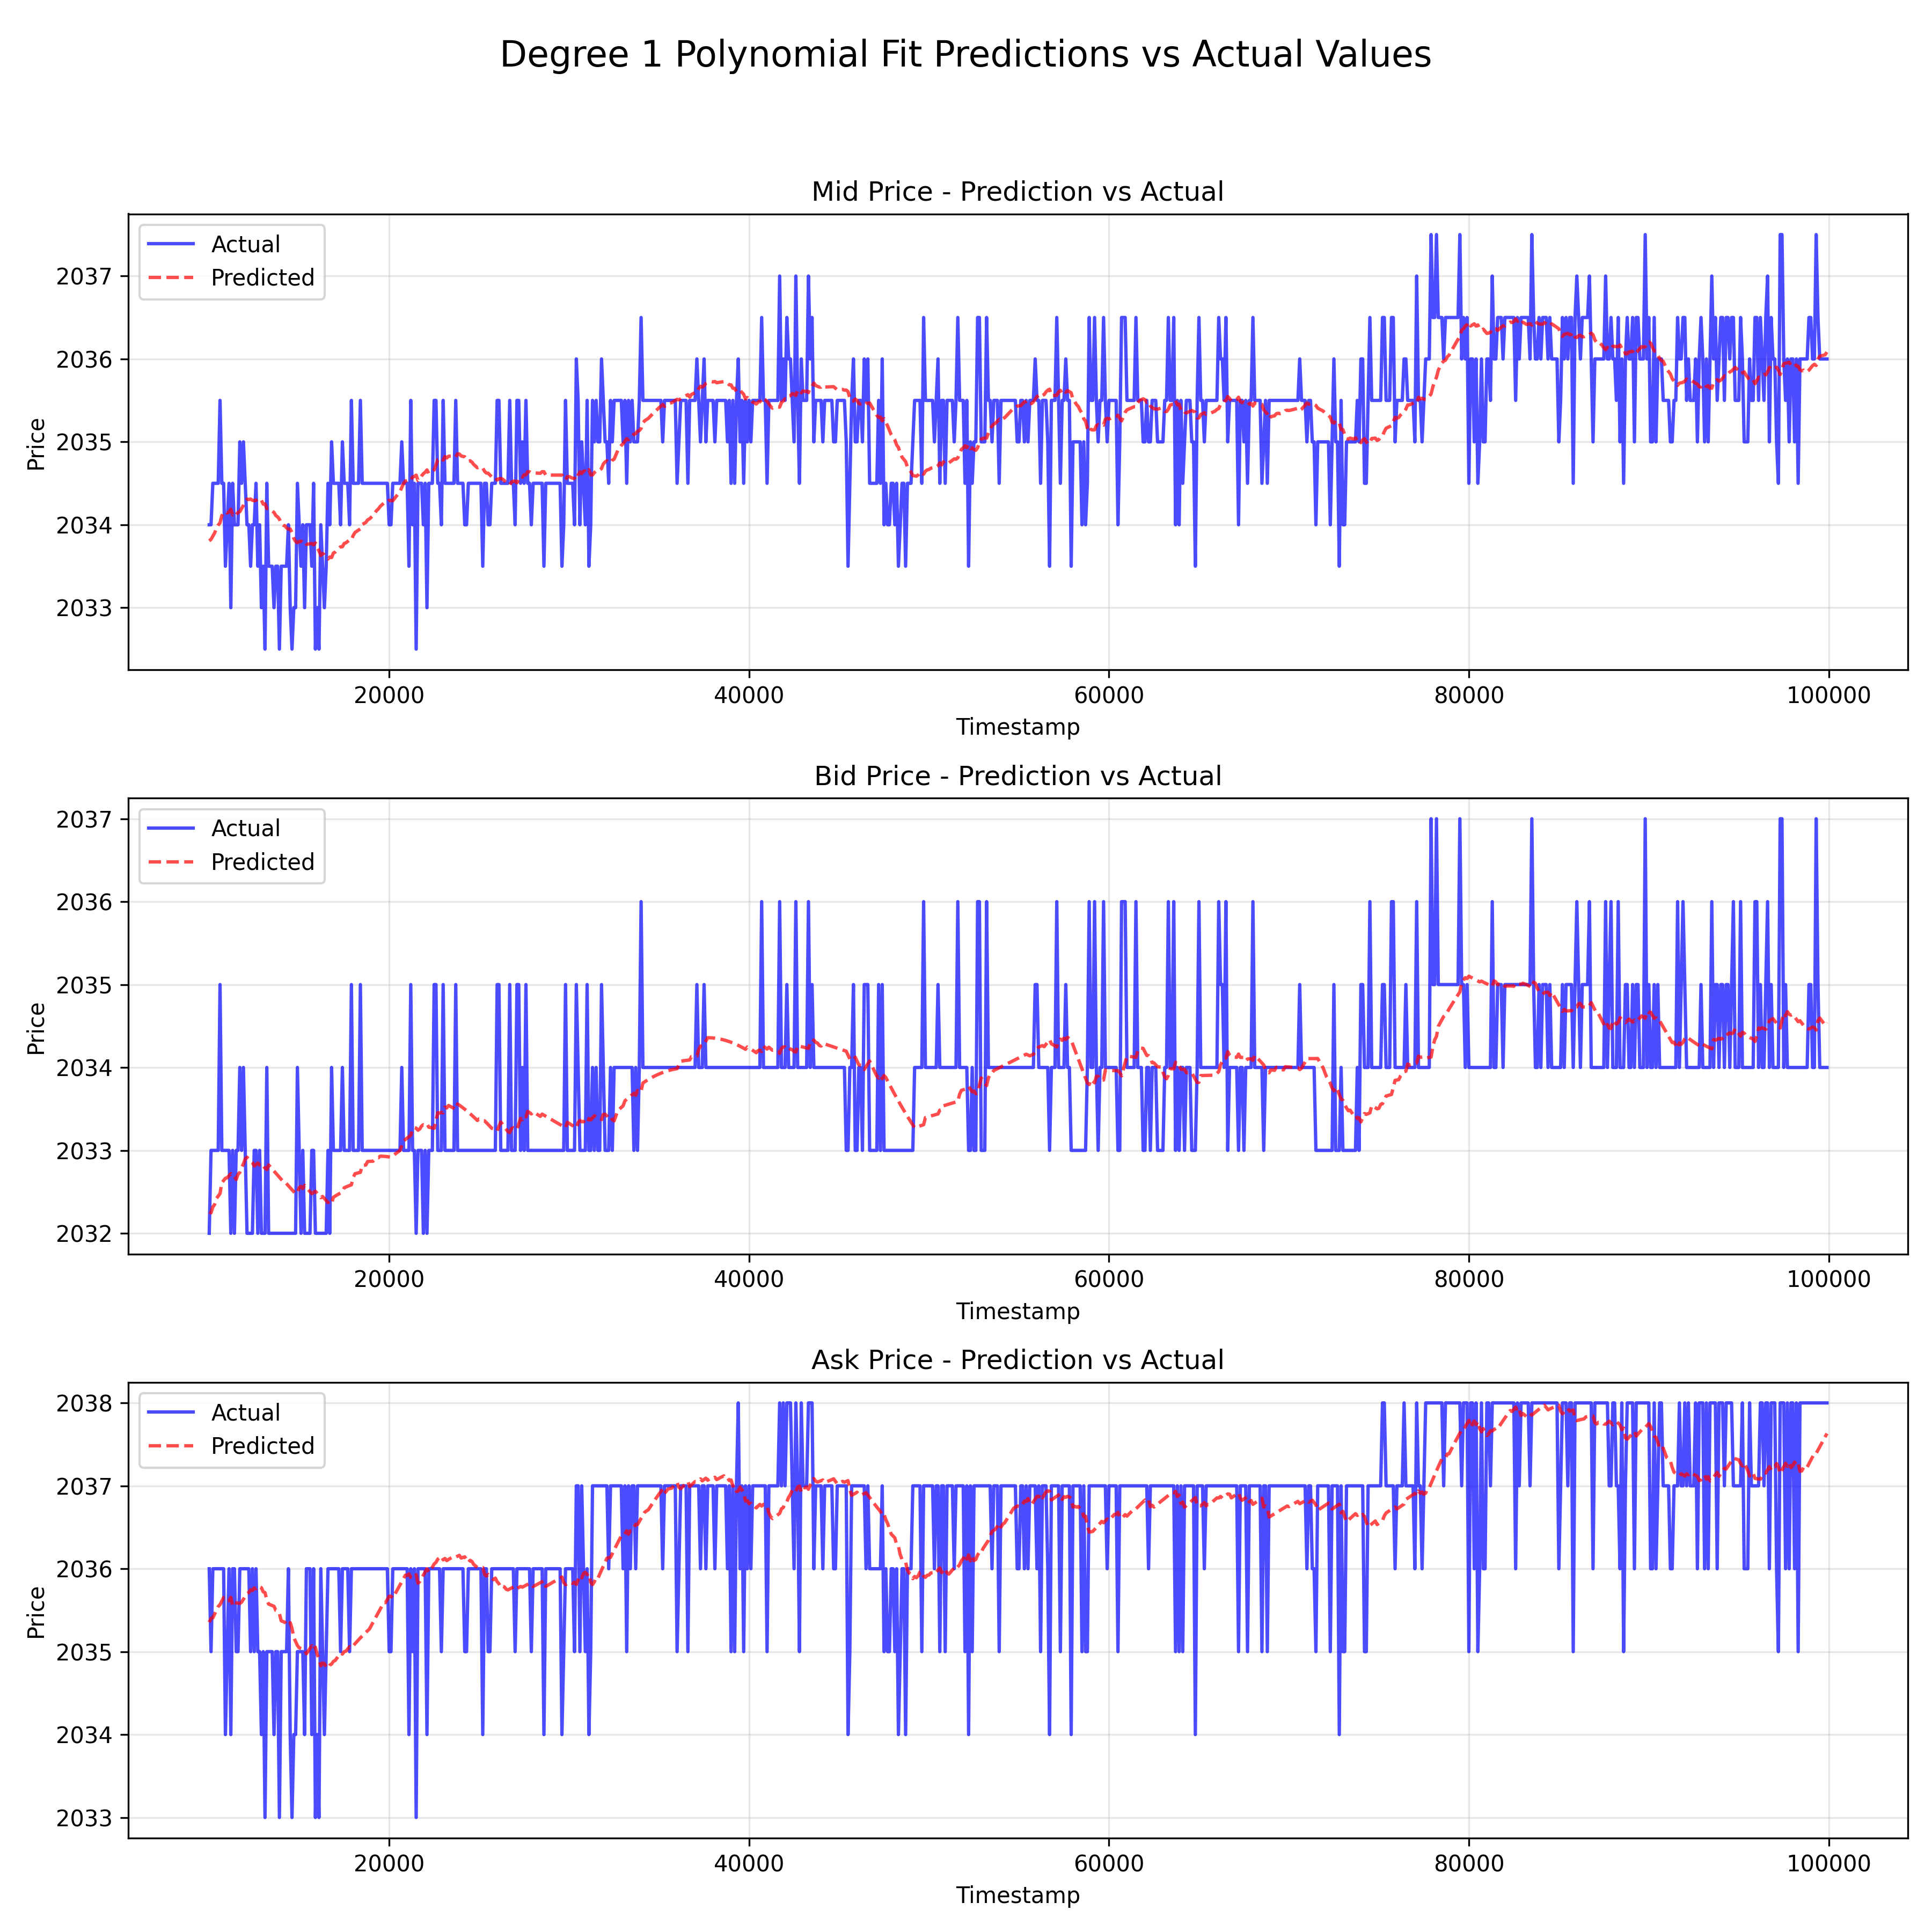 Degree 1 Polynomial Fit Predictions vs Actual Values
Mid Price - Prediction vs Actual
Actual
Predicted
2037
2036
2035
2034
2033
Price
20000 40000 60000 80000 100000
Timestamp
Bid Price - Prediction vs Actual
Actual
Predicted
2037
2036
2035
2034
2033
2032
Price
20000 40000 60000 80000 100000
Timestamp
Ask Price - Prediction vs Actual
Actual
Predicted
2038
2037
2036
2035
2034
2033
Price
20000 40000 60000 80000 100000
Timestamp